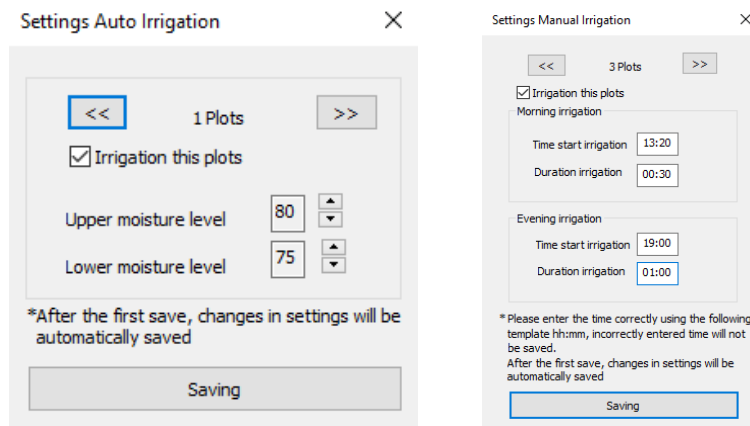 Settings Auto Irrigation
<< 1 Plots >>
Irrigation this plots
Upper moisture level 80
Lower moisture level 75
*After the first save, changes in settings will be
automatically saved
Saving
Settings Manual Irrigation
<< 3 Plots >>
Irrigation this plots
Morning irrigation
Time start irrigation 13:20
Duration irrigation 00:30
Evening irrigation
Time start irrigation 19:00
Duration irrigation 01:00
* Please enter the time correctly using the following
template hh:mm, incorrectly entered time will not
be saved.
After the first save, changes in settings will be
automatically saved
Saving